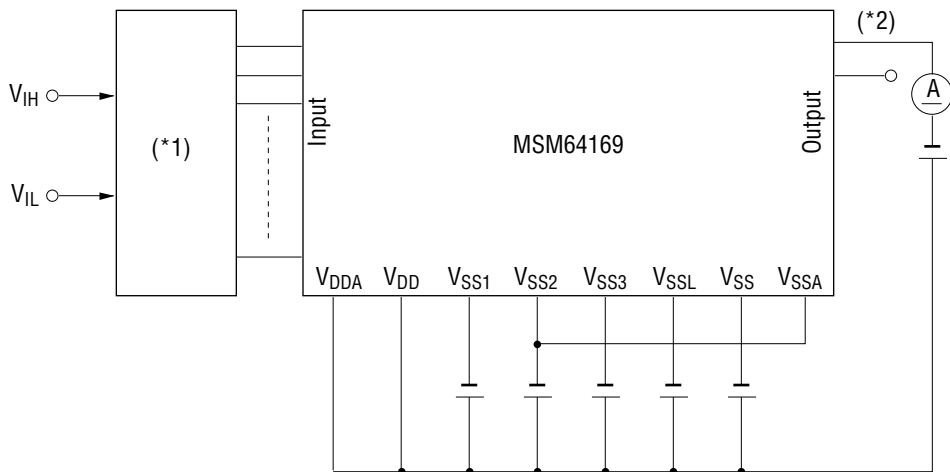 (*2)
V_IH
V_IL
(*1)
Input
MSM64169
Output
A
V_DDA V_DD V_SS1 V_SS2 V_SS3 V_SSL V_SS V_SSA